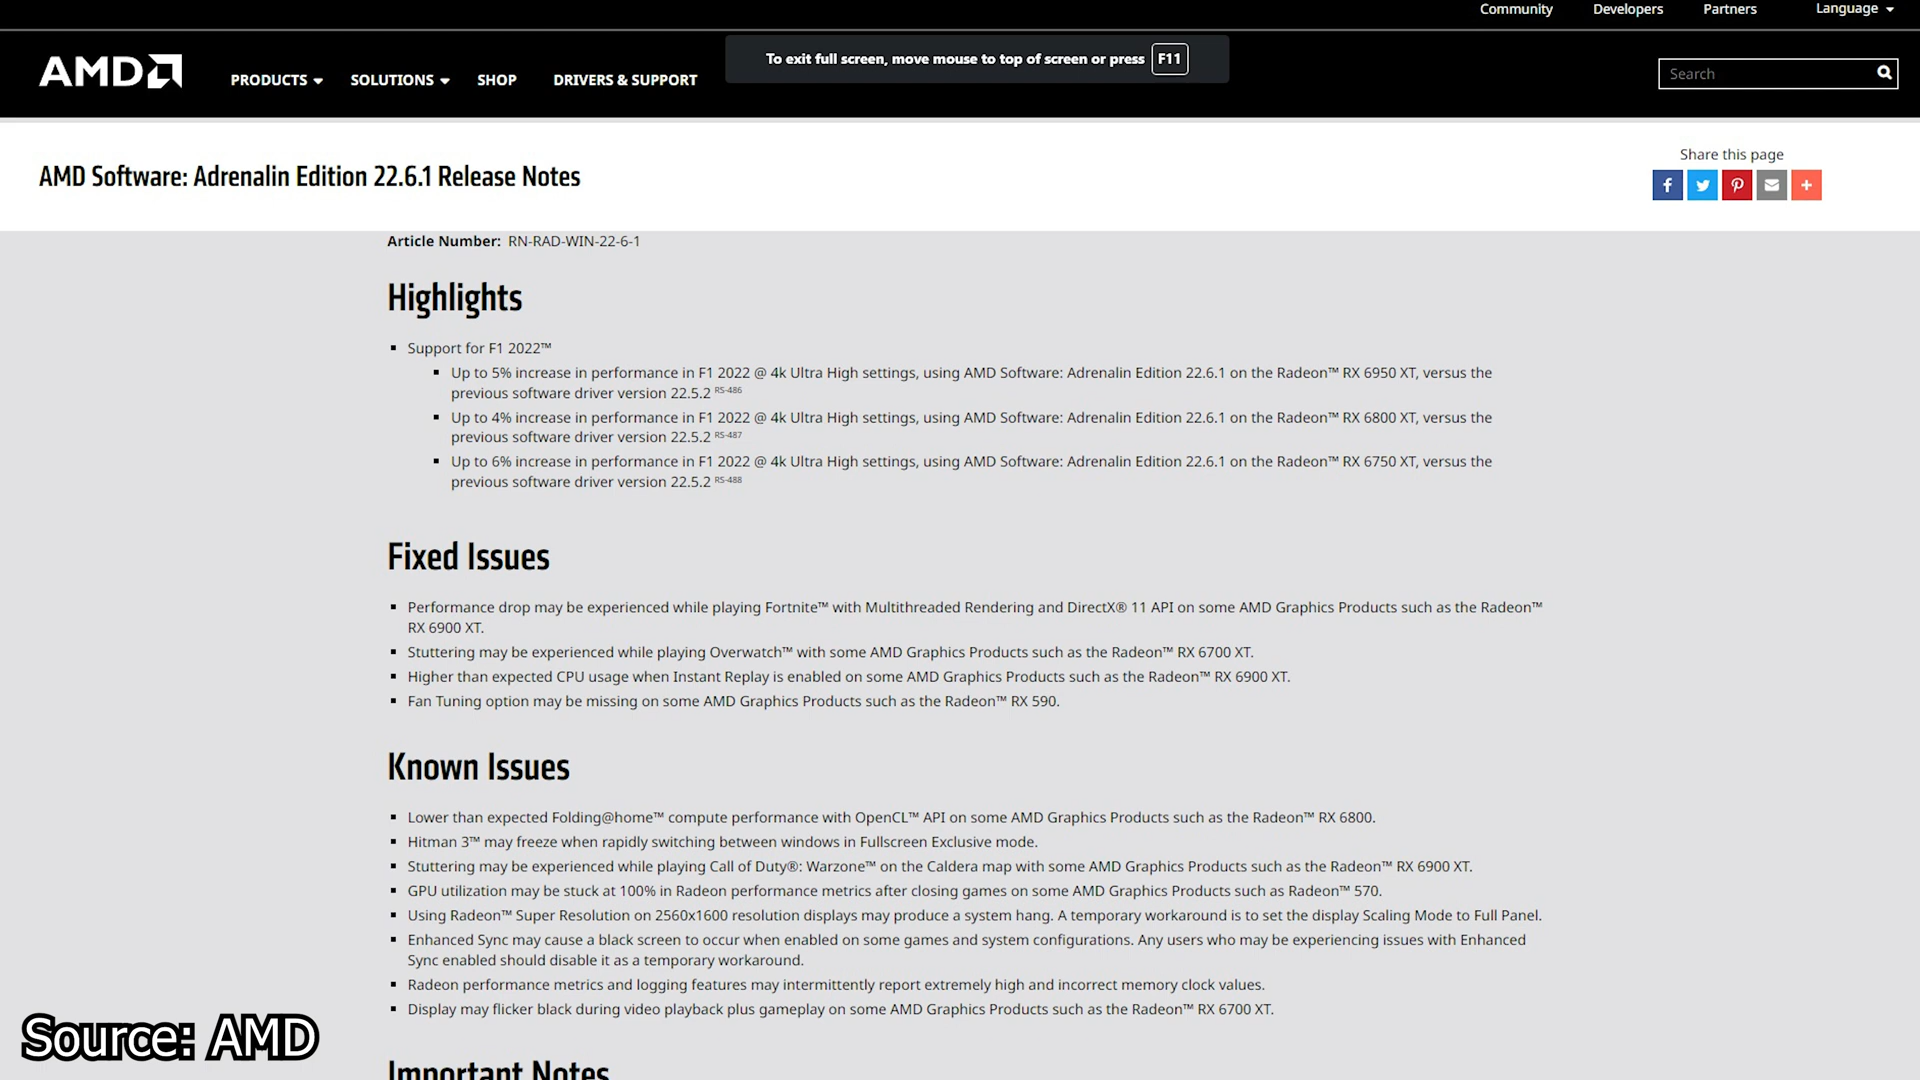 Community Developers Partners Language
AMD PRODUCTS SOLUTIONS SHOP DRIVERS & SUPPORT
To exit full screen, move mouse to top of screen or press F11
Search
AMD Software: Adrenalin Edition 22.6.1 Release Notes
Share this page
Article Number: RN-RAD-WIN-22-6-1
Highlights
Support for F1 2022™
Up to 5% increase in performance in F1 2022 @ 4k Ultra High settings, using AMD Software: Adrenalin Edition 22.6.1 on the Radeon™ RX 6950 XT, versus the
previous software driver version 22.5.2 RS-486
Up to 4% increase in performance in F1 2022 @ 4k Ultra High settings, using AMD Software: Adrenalin Edition 22.6.1 on the Radeon™ RX 6800 XT, versus the
previous software driver version 22.5.2 RS-487
Up to 6% increase in performance in F1 2022 @ 4k Ultra High settings, using AMD Software: Adrenalin Edition 22.6.1 on the Radeon™ RX 6750 XT, versus the
previous software driver version 22.5.2 RS-488
Fixed Issues
Performance drop may be experienced while playing Fortnite™ with Multithreaded Rendering and DirectX® 11 API on some AMD Graphics Products such as the Radeon™
RX 6900 XT.
Stuttering may be experienced while playing Overwatch™ with some AMD Graphics Products such as the Radeon™ RX 6700 XT.
Higher than expected CPU usage when Instant Replay is enabled on some AMD Graphics Products such as the Radeon™ RX 6900 XT.
Fan Tuning option may be missing on some AMD Graphics Products such as the Radeon™ RX 590.
Known Issues
Lower than expected Folding@home™ compute performance with OpenCL™ API on some AMD Graphics Products such as the Radeon™ RX 6800.
Hitman 3™ may freeze when rapidly switching between windows in Fullscreen Exclusive mode.
Stuttering may be experienced while playing Call of Duty®: Warzone™ on the Caldera map with some AMD Graphics Products such as the Radeon™ RX 6900 XT.
GPU utilization may be stuck at 100% in Radeon performance metrics after closing games on some AMD Graphics Products such as Radeon™ 570.
Using Radeon™ Super Resolution on 2560x1600 resolution displays may produce a system hang. A temporary workaround is to set the display Scaling Mode to Full Panel.
Enhanced Sync may cause a black screen to occur when enabled on some games and system configurations. Any users who may be experiencing issues with Enhanced
Sync enabled should disable it as a temporary workaround.
Radeon performance metrics and logging features may intermittently report extremely high and incorrect memory clock values.
Display may flicker black during video playback plus gameplay on some AMD Graphics Products such as the Radeon™ RX 6700 XT.
Source: AMD
Important Notes